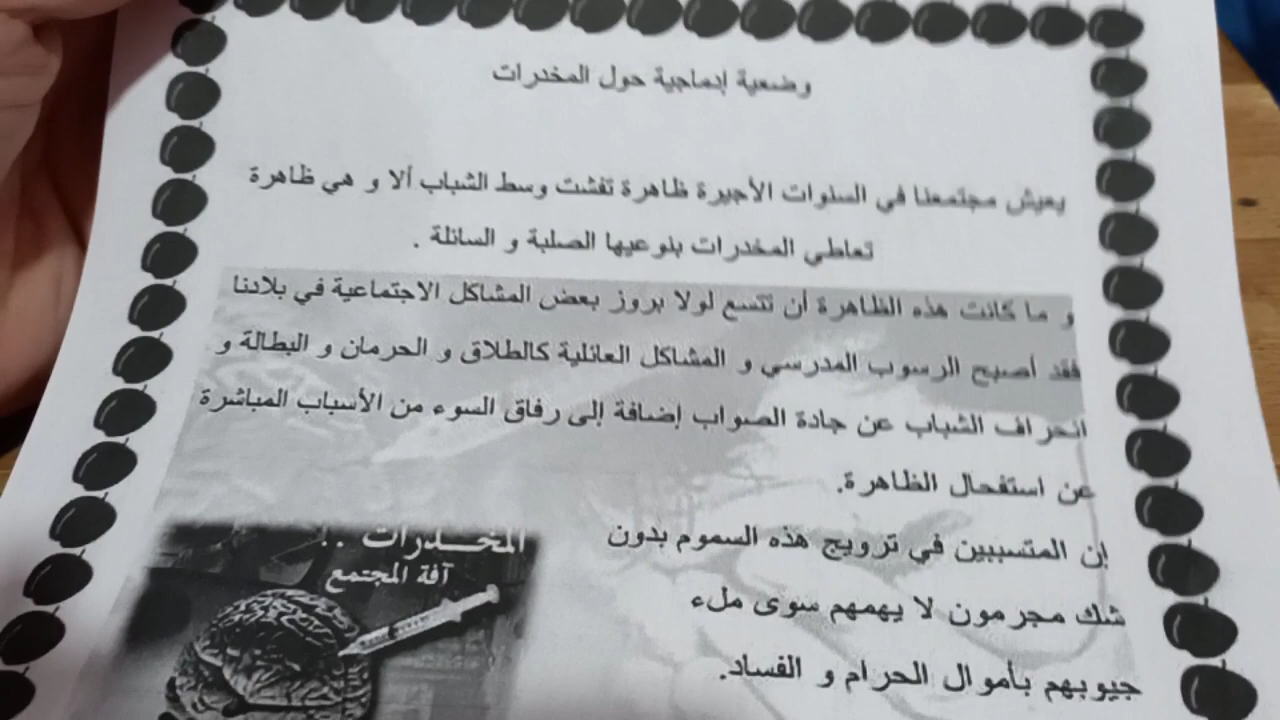 وضعية إدماجية حول المخدرات
يعيش مجتمعنا في السنوات الأجيرة ظاهرة تفشت وسط الشباب ألا و هي ظاهرة
تعاطي المخدرات بنوعيها الصلبة و السائلة .
و ما كانت هذه الظاهرة أن تتسع لولا بروز بعض المشاكل الاجتماعية في بلادنا
فقد أصبح الرسوب المدرسي و المشاكل العائلية كالطلاق و الحرمان و البطالة و
انحراف الشباب عن جادة الصواب إضافة إلى رفاق السوء من الأسباب المباشرة
عن استفحال الظاهرة.
إن المتسببين في ترويج هذه السموم بدون
شك مجرمون لا يهمهم سوى ملء
جيوبهم بأموال الحرام و الفساد.
المخـــدرات ..!
آفة المجتمع